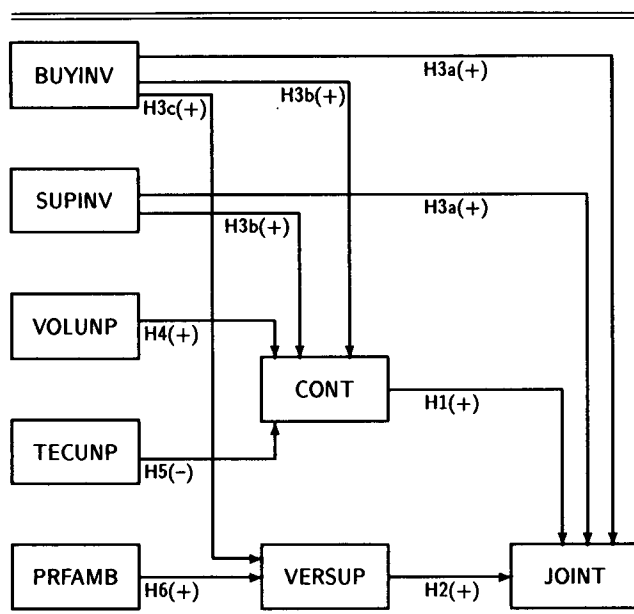 BUYINV
H3a(+)
H3b(+)
H3c(+)
SUPINV
H3a(+)
H3b(+)
VOLUNP
H4(+)
CONT
H1(+)
TECUNP
H5(-)
PRFAMB
H6(+)
VERSUP
H2(+)
JOINT